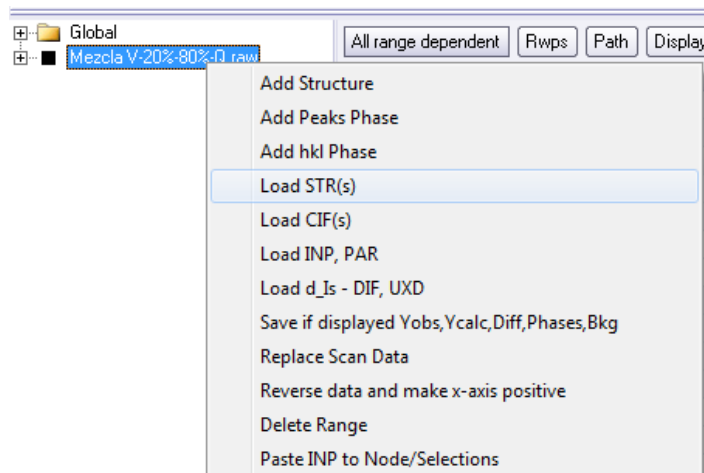 Global
All range dependent Rwps Path Display
Mezcla V-20%-80%-Q.raw
Add Structure
Add Peaks Phase
Add hkl Phase
Load STR(s)
Load CIF(s)
Load INP, PAR
Load d_Is - DIF, UXD
Save if displayed Yobs,Ycalc,Diff,Phases,Bkg
Replace Scan Data
Reverse data and make x-axis positive
Delete Range
Paste INP to Node/Selections